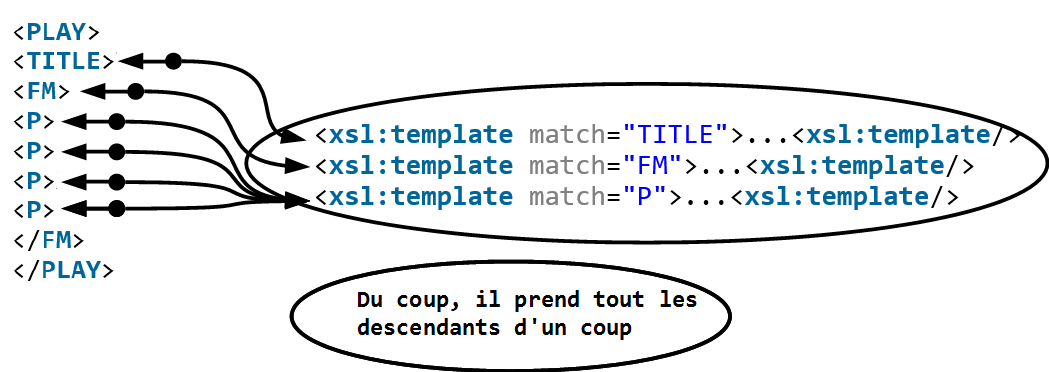 <PLAY>
<TITLE>
<FM>
<P>
<P>
<P>
<P>
</FM>
</PLAY>
<xsl:template match="TITLE">...<xsl:template/>
<xsl:template match="FM">...<xsl:template/>
<xsl:template match="P">...<xsl:template/>
Du coup, il prend tout les
descendants d'un coup